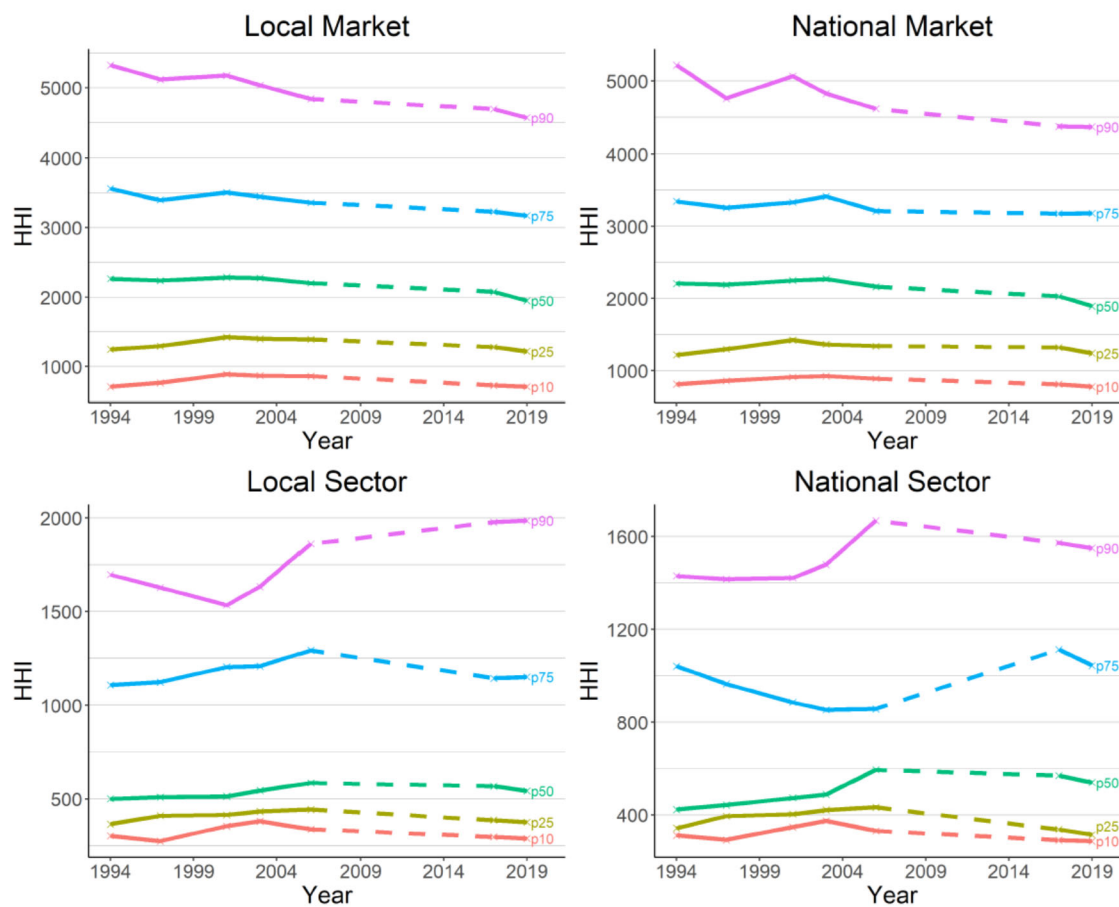 Local Market
HHI
5000
4000
3000
2000
1000
p90
p75
p50
p25
p10
1994 1999 2004 2009 2014 2019
Year
National Market
HHI
5000
4000
3000
2000
1000
p90
p75
p50
p25
p10
1994 1999 2004 2009 2014 2019
Year
Local Sector
HHI
2000
1500
1000
500
p90
p75
p50
p25
p10
1994 1999 2004 2009 2014 2019
Year
National Sector
HHI
1600
1200
800
400
p90
p75
p50
p25
p10
1994 1999 2004 2009 2014 2019
Year